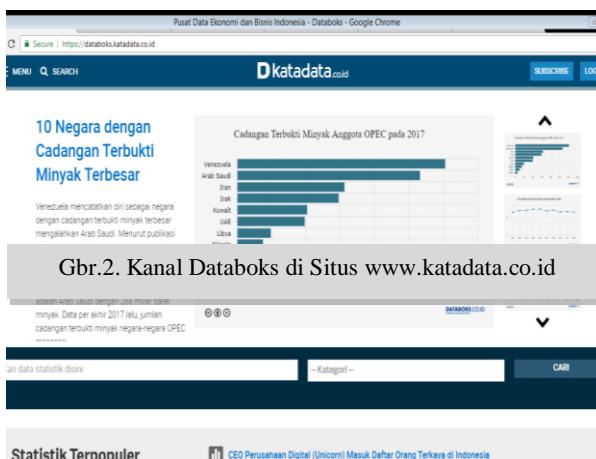 Pusat Data Ekonomi dan Bisnis Indonesia - Databoks - Google Chrome
Secure | https://databoks.katadata.co.id
MENU SEARCH
Dkatadata.co.id
SUBSCRIBE
10 Negara dengan
Cadangan Terbukti
Minyak Terbesar
Venezuela mencatatkan diri sebagai negara
dengan cadangan terbukti minyak terbesar
mengalahkan Arab Saudi. Menurut publikasi
Cadangan Terbukti Minyak Anggota OPEC pada 2017
Venezuela
Arab Saudi
Iran
Irak
Kuwait
UAE
Libya
Gbr.2. Kanal Databoks di Situs www.katadata.co.id
adalah Arab Saudi dengan 266 miliar barel
minyak. Data per akhir 2017 lalu, jumlah
cadangan terbukti minyak negara-negara OPEC
DATABOKS.CO.ID
Cari data statistik disini
-- Kategori --
CARI
Statistik Terpopuler
CEO Perusahaan Digital (Unicorn) Masuk Daftar Orang Terkaya di Indonesia